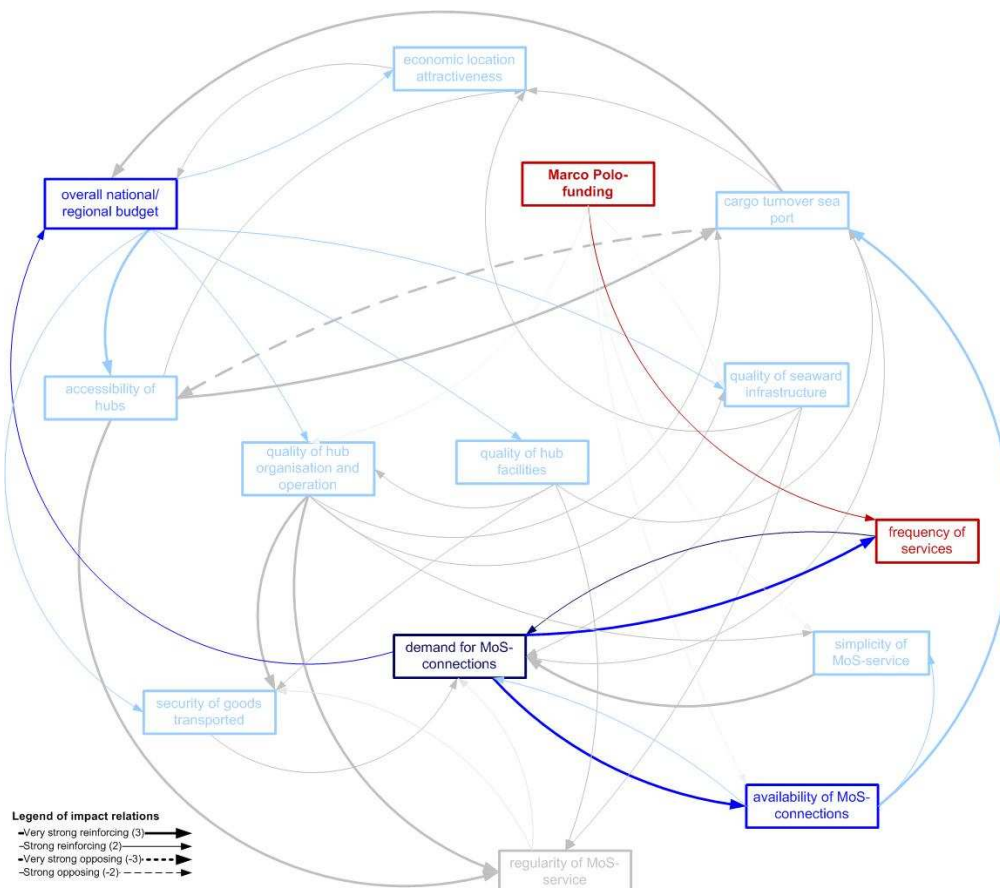 economic location
attractiveness
Marco Polo-
funding
overall national/
regional budget
cargo turnover sea
port
accessibility of
hubs
quality of seaward
infrastructure
quality of hub
organisation and
operation
quality of hub
facilities
frequency of
services
demand for MoS-
connections
simplicity of
MoS-service
security of goods
transported
availability of MoS-
connections
regularity of MoS-
service
Legend of impact relations
Very strong reinforcing (3)
Strong reinforcing (2)
Very strong opposing (-3)
Strong opposing (-2)